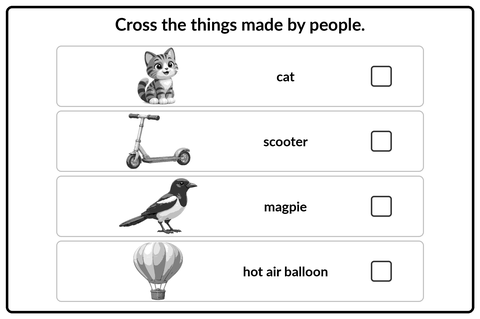 Cross the things made by people.
cat
scooter
magpie
hot air balloon